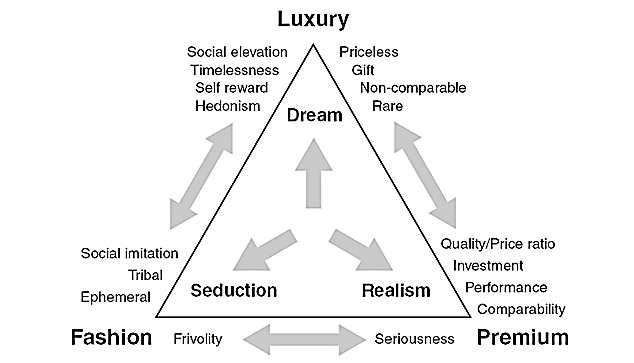 Luxury
Social elevation
Timelessness
Self reward
Hedonism
Priceless
Gift
Non-comparable
Rare
Dream
Social imitation
Tribal
Ephemeral
Seduction
Realism
Quality/Price ratio
Investment
Performance
Comparability
Fashion
Frivolity
Seriousness
Premium